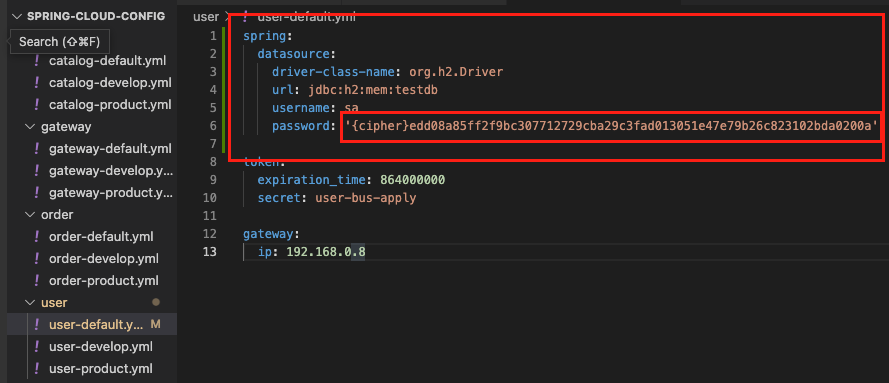 SPRING-CLOUD-CONFIG
Search (⇧⌘F)
catalog-default.yml
catalog-develop.yml
catalog-product.yml
gateway
gateway-default.yml
gateway-develop.yml
gateway-product.yml
order
order-default.yml
order-develop.yml
order-product.yml
user
user-default.y... M
user-develop.yml
user-product.yml
user > ! user-default.yml
1 spring:
2   datasource:
3     driver-class-name: org.h2.Driver
4     url: jdbc:h2:mem:testdb
5     username: sa
6     password: '{cipher}edd08a85ff2f9bc307712729cba29c3fad013051e47e79b26c823102bda0200a'
7
8 token:
9   expiration_time: 864000000
10   secret: user-bus-apply
11
12 gateway:
13   ip: 192.168.0.8